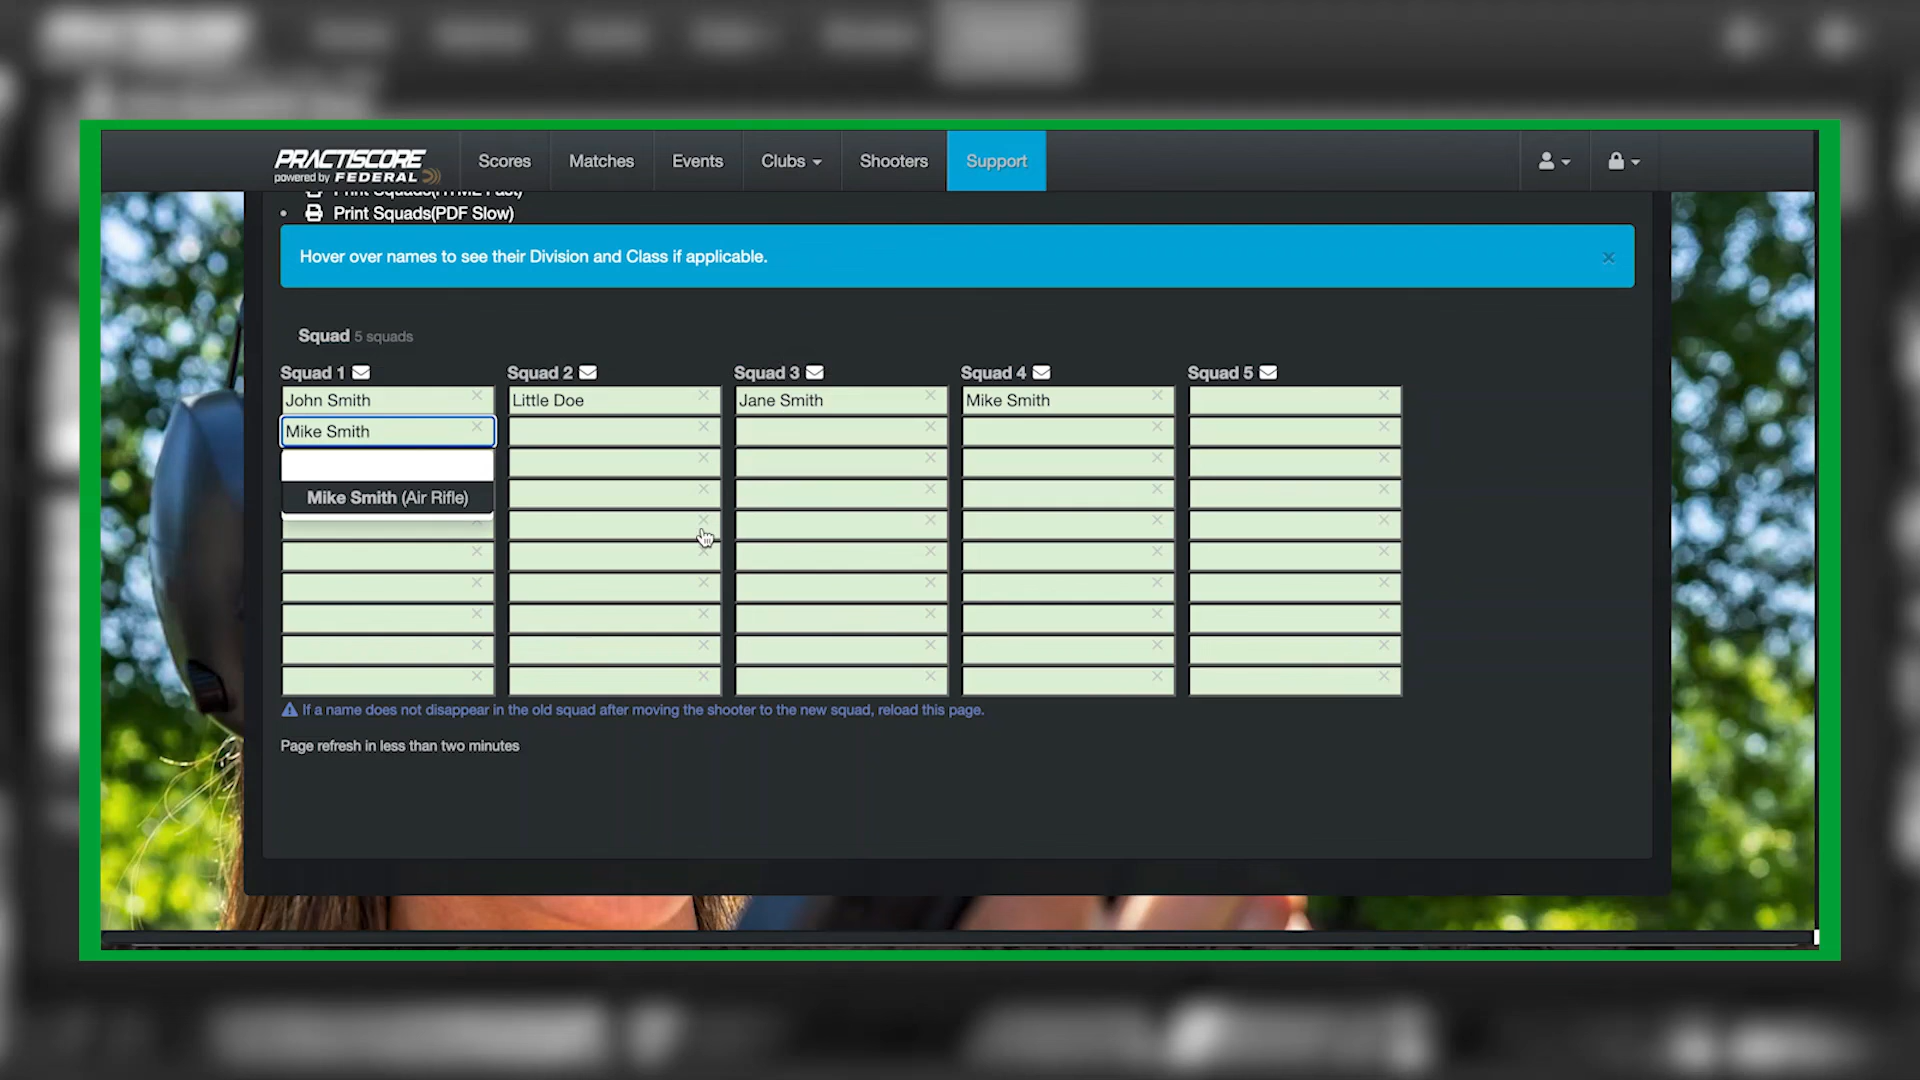 PRACTISCORE
powered by FEDERAL
Scores
Matches
Events
Clubs
Shooters
Support
Print Squads(HTML Fast)
Print Squads(PDF Slow)
Hover over names to see their Division and Class if applicable.
Squad 5 squads
Squad 1
Squad 2
Squad 3
Squad 4
Squad 5
John Smith
Little Doe
Jane Smith
Mike Smith
Mike Smith
Mike Smith (Air Rifle)
If a name does not disappear in the old squad after moving the shooter to the new squad, reload this page.
Page refresh in less than two minutes